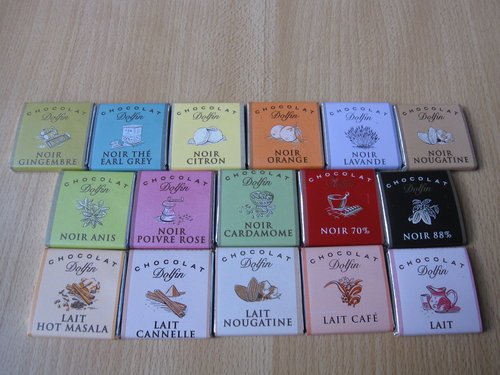 CHOCOLAT
Dolfin
NOIR
GINGEMBRE
CHOCOLAT
Dolfin
NOIR THÉ
EARL GREY
CHOCOLAT
Dolfin
NOIR
CITRON
CHOCOLAT
Dolfin
NOIR
ORANGE
CHOCOLAT
Dolfin
NOIR
LAVANDE
CHOCOLAT
Dolfin
NOIR
NOUGATINE
CHOCOLAT
Dolfin
NOIR ANIS
CHOCOLAT
Dolfin
NOIR
POIVRE ROSE
CHOCOLAT
Dolfin
NOIR
CARDAMOME
CHOCOLAT
Dolfin
NOIR 70%
CHOCOLAT
Dolfin
NOIR 88%
CHOCOLAT
Dolfin
LAIT
HOT MASALA
CHOCOLAT
Dolfin
LAIT
CANNELLE
CHOCOLAT
Dolfin
LAIT
NOUGATINE
CHOCOLAT
Dolfin
LAIT CAFÉ
CHOCOLAT
Dolfin
LAIT